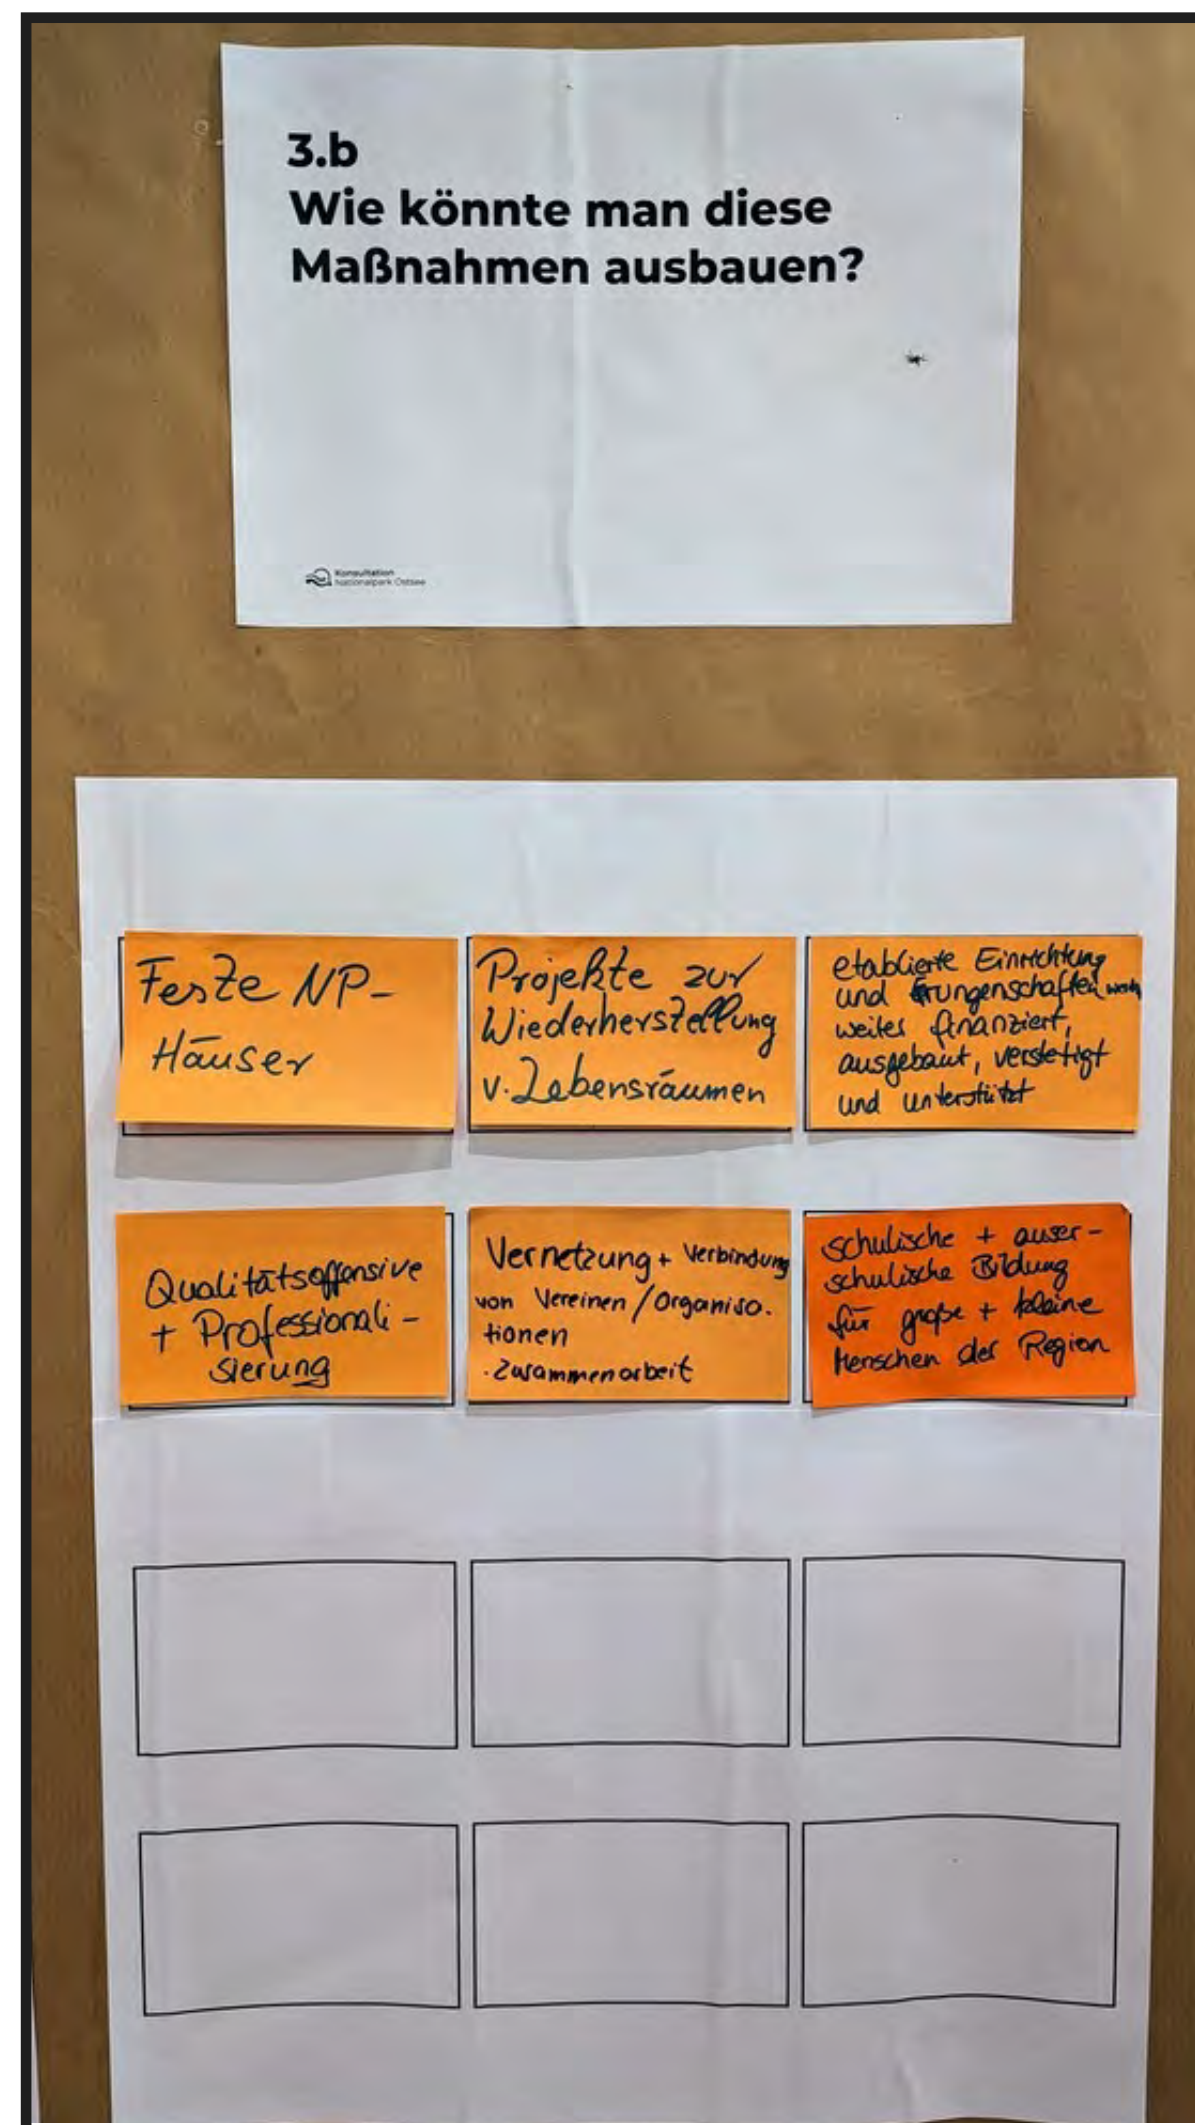 3.b
Wie könnte man diese
Maßnahmen ausbauen?
Konsultation
Nationalpark Ostsee
Feste NP-
Häuser
Projekte zur
Wiederherstellung
v. Lebensräumen
etablierte Einrichtung
und Errungenschaften werden
weiter finanziert,
ausgebaut, verstetigt
und unterstützt
Qualitätsoffensive
+ Professionali-
sierung
Vernetzung + Verbindung
von Vereinen / Organisa-
tionen
· Zusammenarbeit
schulische + auser-
schulische Bildung
für große + kleine
Menschen der Region